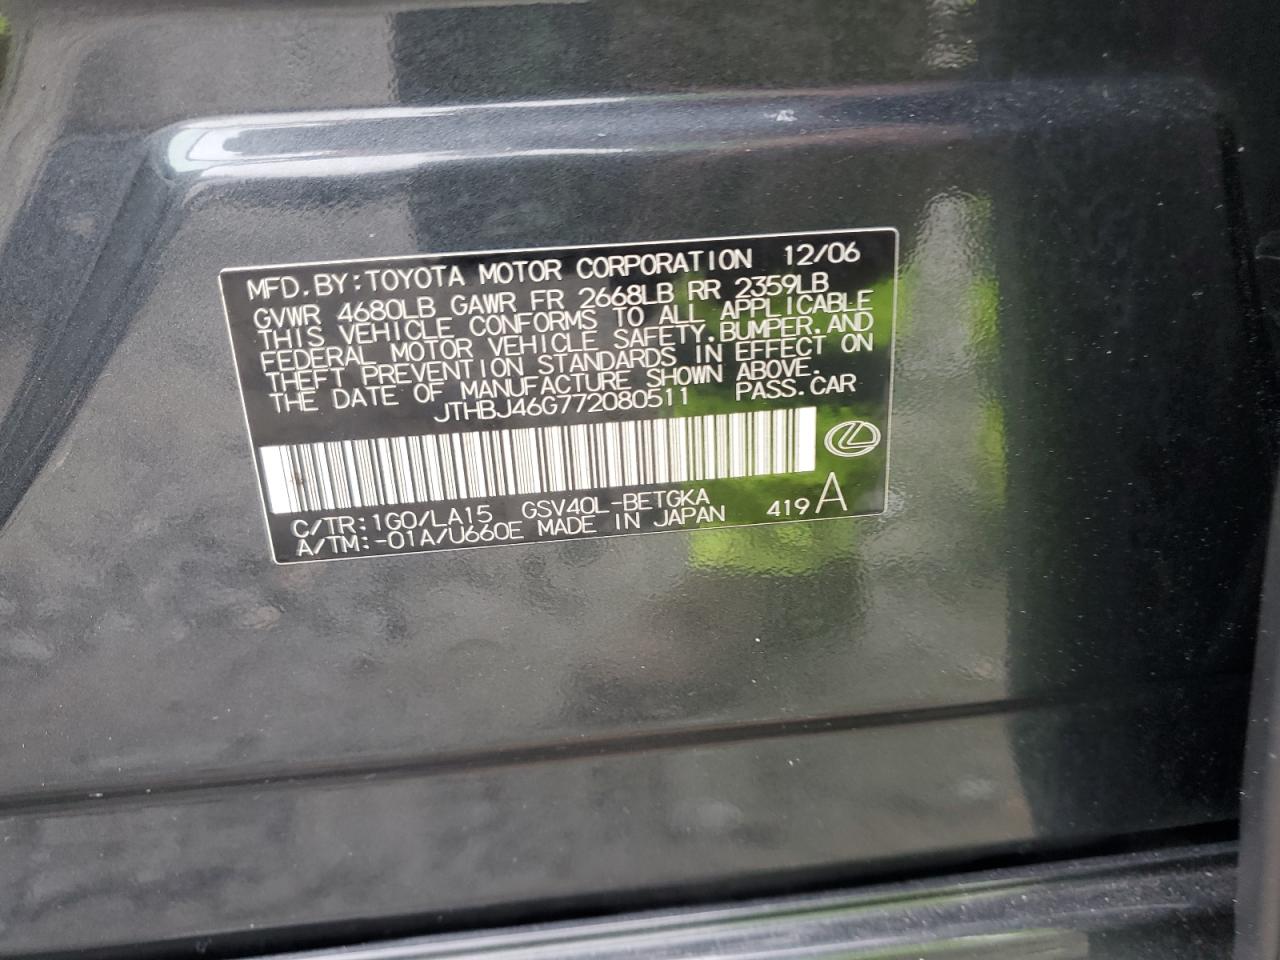 MFD.BY:TOYOTA MOTOR CORPORATION 12/06
GVWR 4680LB GAWR FR 2668LB RR 2359LB
THIS VEHICLE CONFORMS TO ALL APPLICABLE
FEDERAL MOTOR VEHICLE SAFETY,BUMPER,AND
THEFT PREVENTION STANDARDS IN EFFECT ON
THE DATE OF MANUFACTURE SHOWN ABOVE.
JTHBJ46G772080511 PASS.CAR
C/TR:1G0/LA15 GSV40L-BETGKA
A/TM:-01A/U660E MADE IN JAPAN 419 A